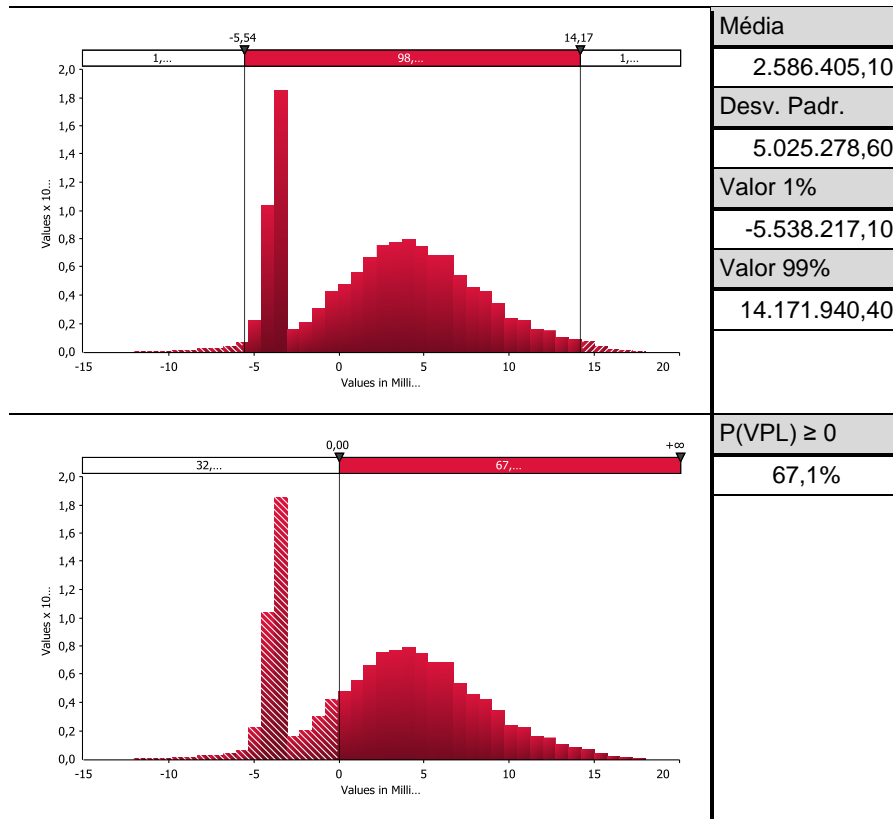 -5,54 14,17
1,... 98,... 1,...
2,0
1,8
1,6
1,4
1,2
1,0
0,8
0,6
0,4
0,2
0,0
Values x 10...
-15 -10 -5 0 5 10 15 20
Values in Milli...
Média
2.586.405,10
Desv. Padr.
5.025.278,60
Valor 1%
-5.538.217,10
Valor 99%
14.171.940,40
0,00 +∞
32,... 67,...
2,0
1,8
1,6
1,4
1,2
1,0
0,8
0,6
0,4
0,2
0,0
Values x 10...
-15 -10 -5 0 5 10 15 20
Values in Milli...
P(VPL) ≥ 0
67,1%